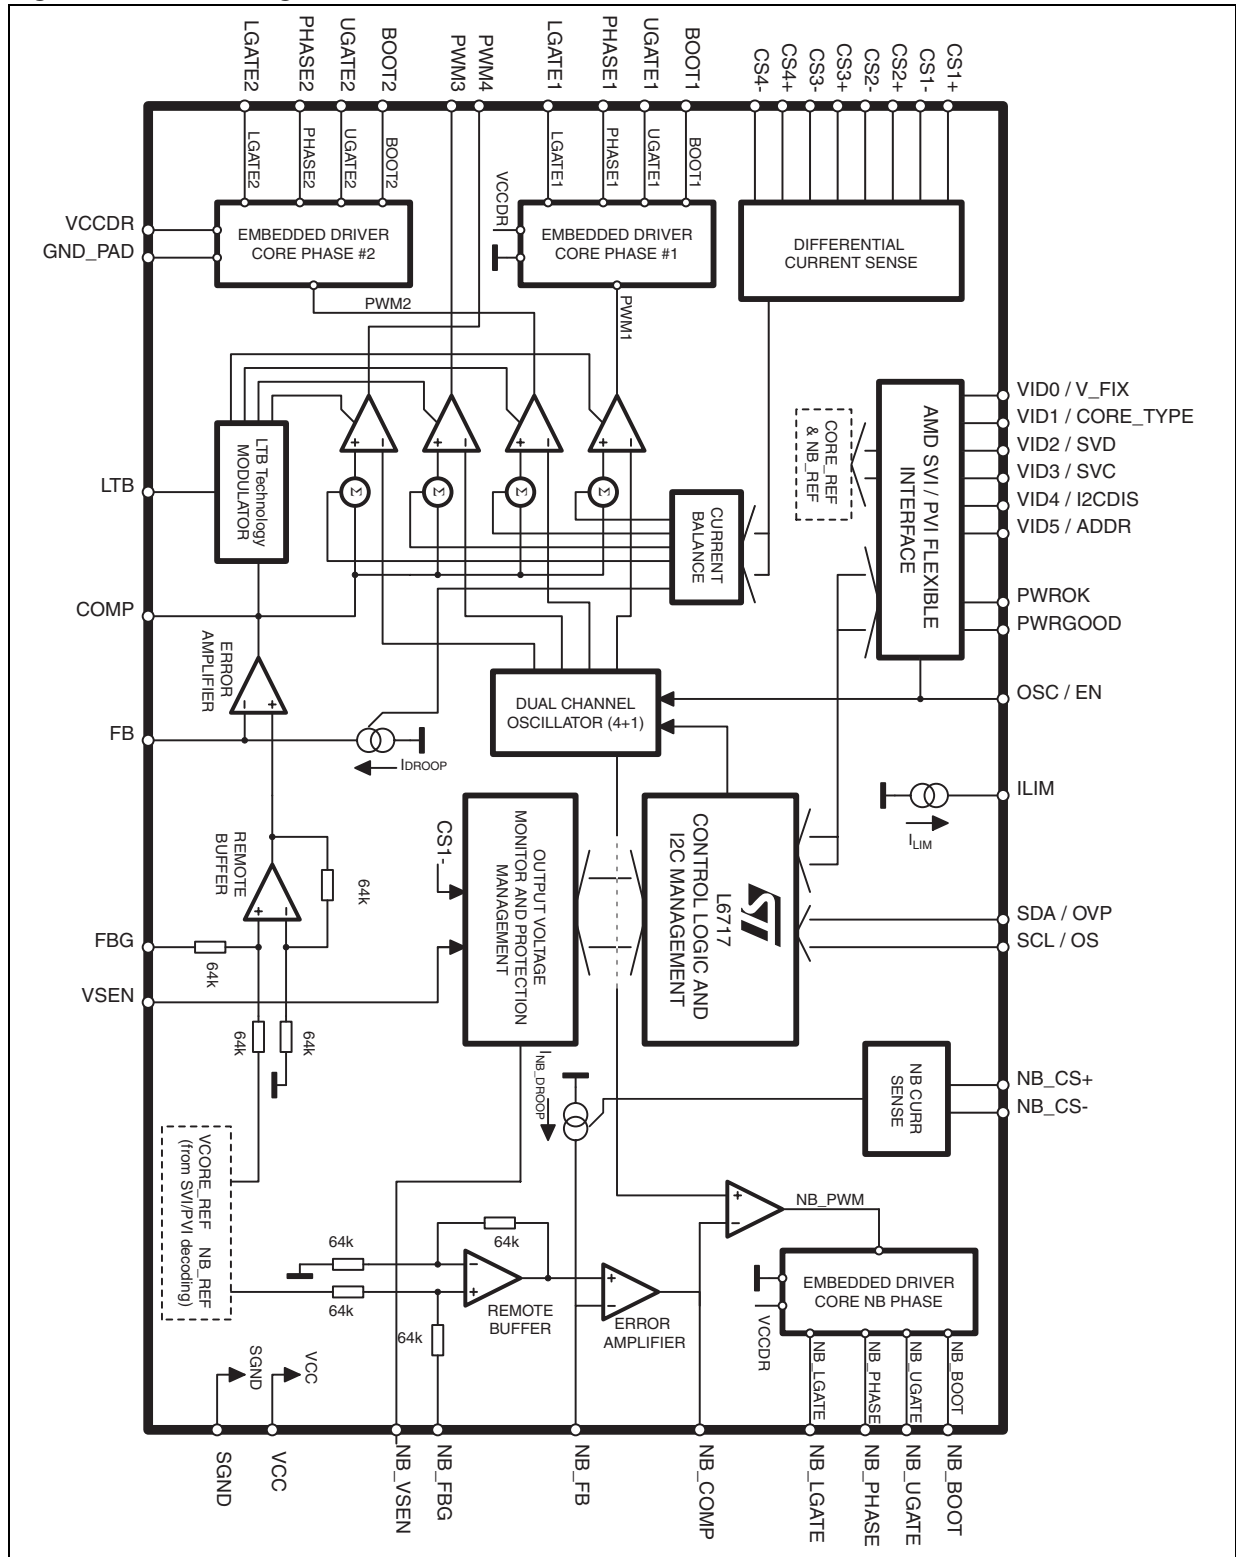 LGATE2
PHASE2
UGATE2
BOOT2
PWM3
PWM4
LGATE1
PHASE1
UGATE1
BOOT1
CS4-
CS4+
CS3-
CS3+
CS2-
CS2+
CS1-
CS1+
LGATE2
PHASE2
UGATE2
BOOT2
LGATE1
PHASE1
UGATE1
BOOT1
VCCDR
GND_PAD
EMBEDDED DRIVER
CORE PHASE #2
VCCDR
EMBEDDED DRIVER
CORE PHASE #1
DIFFERENTIAL
CURRENT SENSE
PWM2
PWM1
LTB Technology
MODULATOR
LTB
+ -
+ -
+ -
+ -
Σ
Σ
Σ
Σ
CURRENT
BALANCE
CORE_REF
& NB_REF
AMD SVI / PVI FLEXIBLE
INTERFACE
VID0 / V_FIX
VID1 / CORE_TYPE
VID2 / SVD
VID3 / SVC
VID4 / I2CDIS
VID5 / ADDR
PWROK
PWRGOOD
COMP
ERROR
AMPLIFIER
- +
FB
IDROOP
DUAL CHANNEL
OSCILLATOR (4+1)
OSC / EN
ILIM
ILIM
REMOTE
BUFFER
+ -
64k
CS1-
OUTPUT VOLTAGE
MONITOR AND PROTECTION
MANAGEMENT
ST
L6717
CONTROL LOGIC AND
I2C MANAGEMENT
SDA / OVP
SCL / OS
FBG
64k
VSEN
64k
64k
INB_DROOP
NB CURR
SENSE
NB_CS+
NB_CS-
VCORE_REF NB_REF
(from SVI/PVI decoding)
64k
64k
64k
64k
-
+
REMOTE
BUFFER
+
-
ERROR
AMPLIFIER
+
-
NB_PWM
EMBEDDED DRIVER
CORE NB PHASE
VCCDR
NB_LGATE
NB_PHASE
NB_UGATE
NB_BOOT
SGND
VCC
SGND
VCC
NB_VSEN
NB_FBG
NB_FB
NB_COMP
NB_LGATE
NB_PHASE
NB_UGATE
NB_BOOT